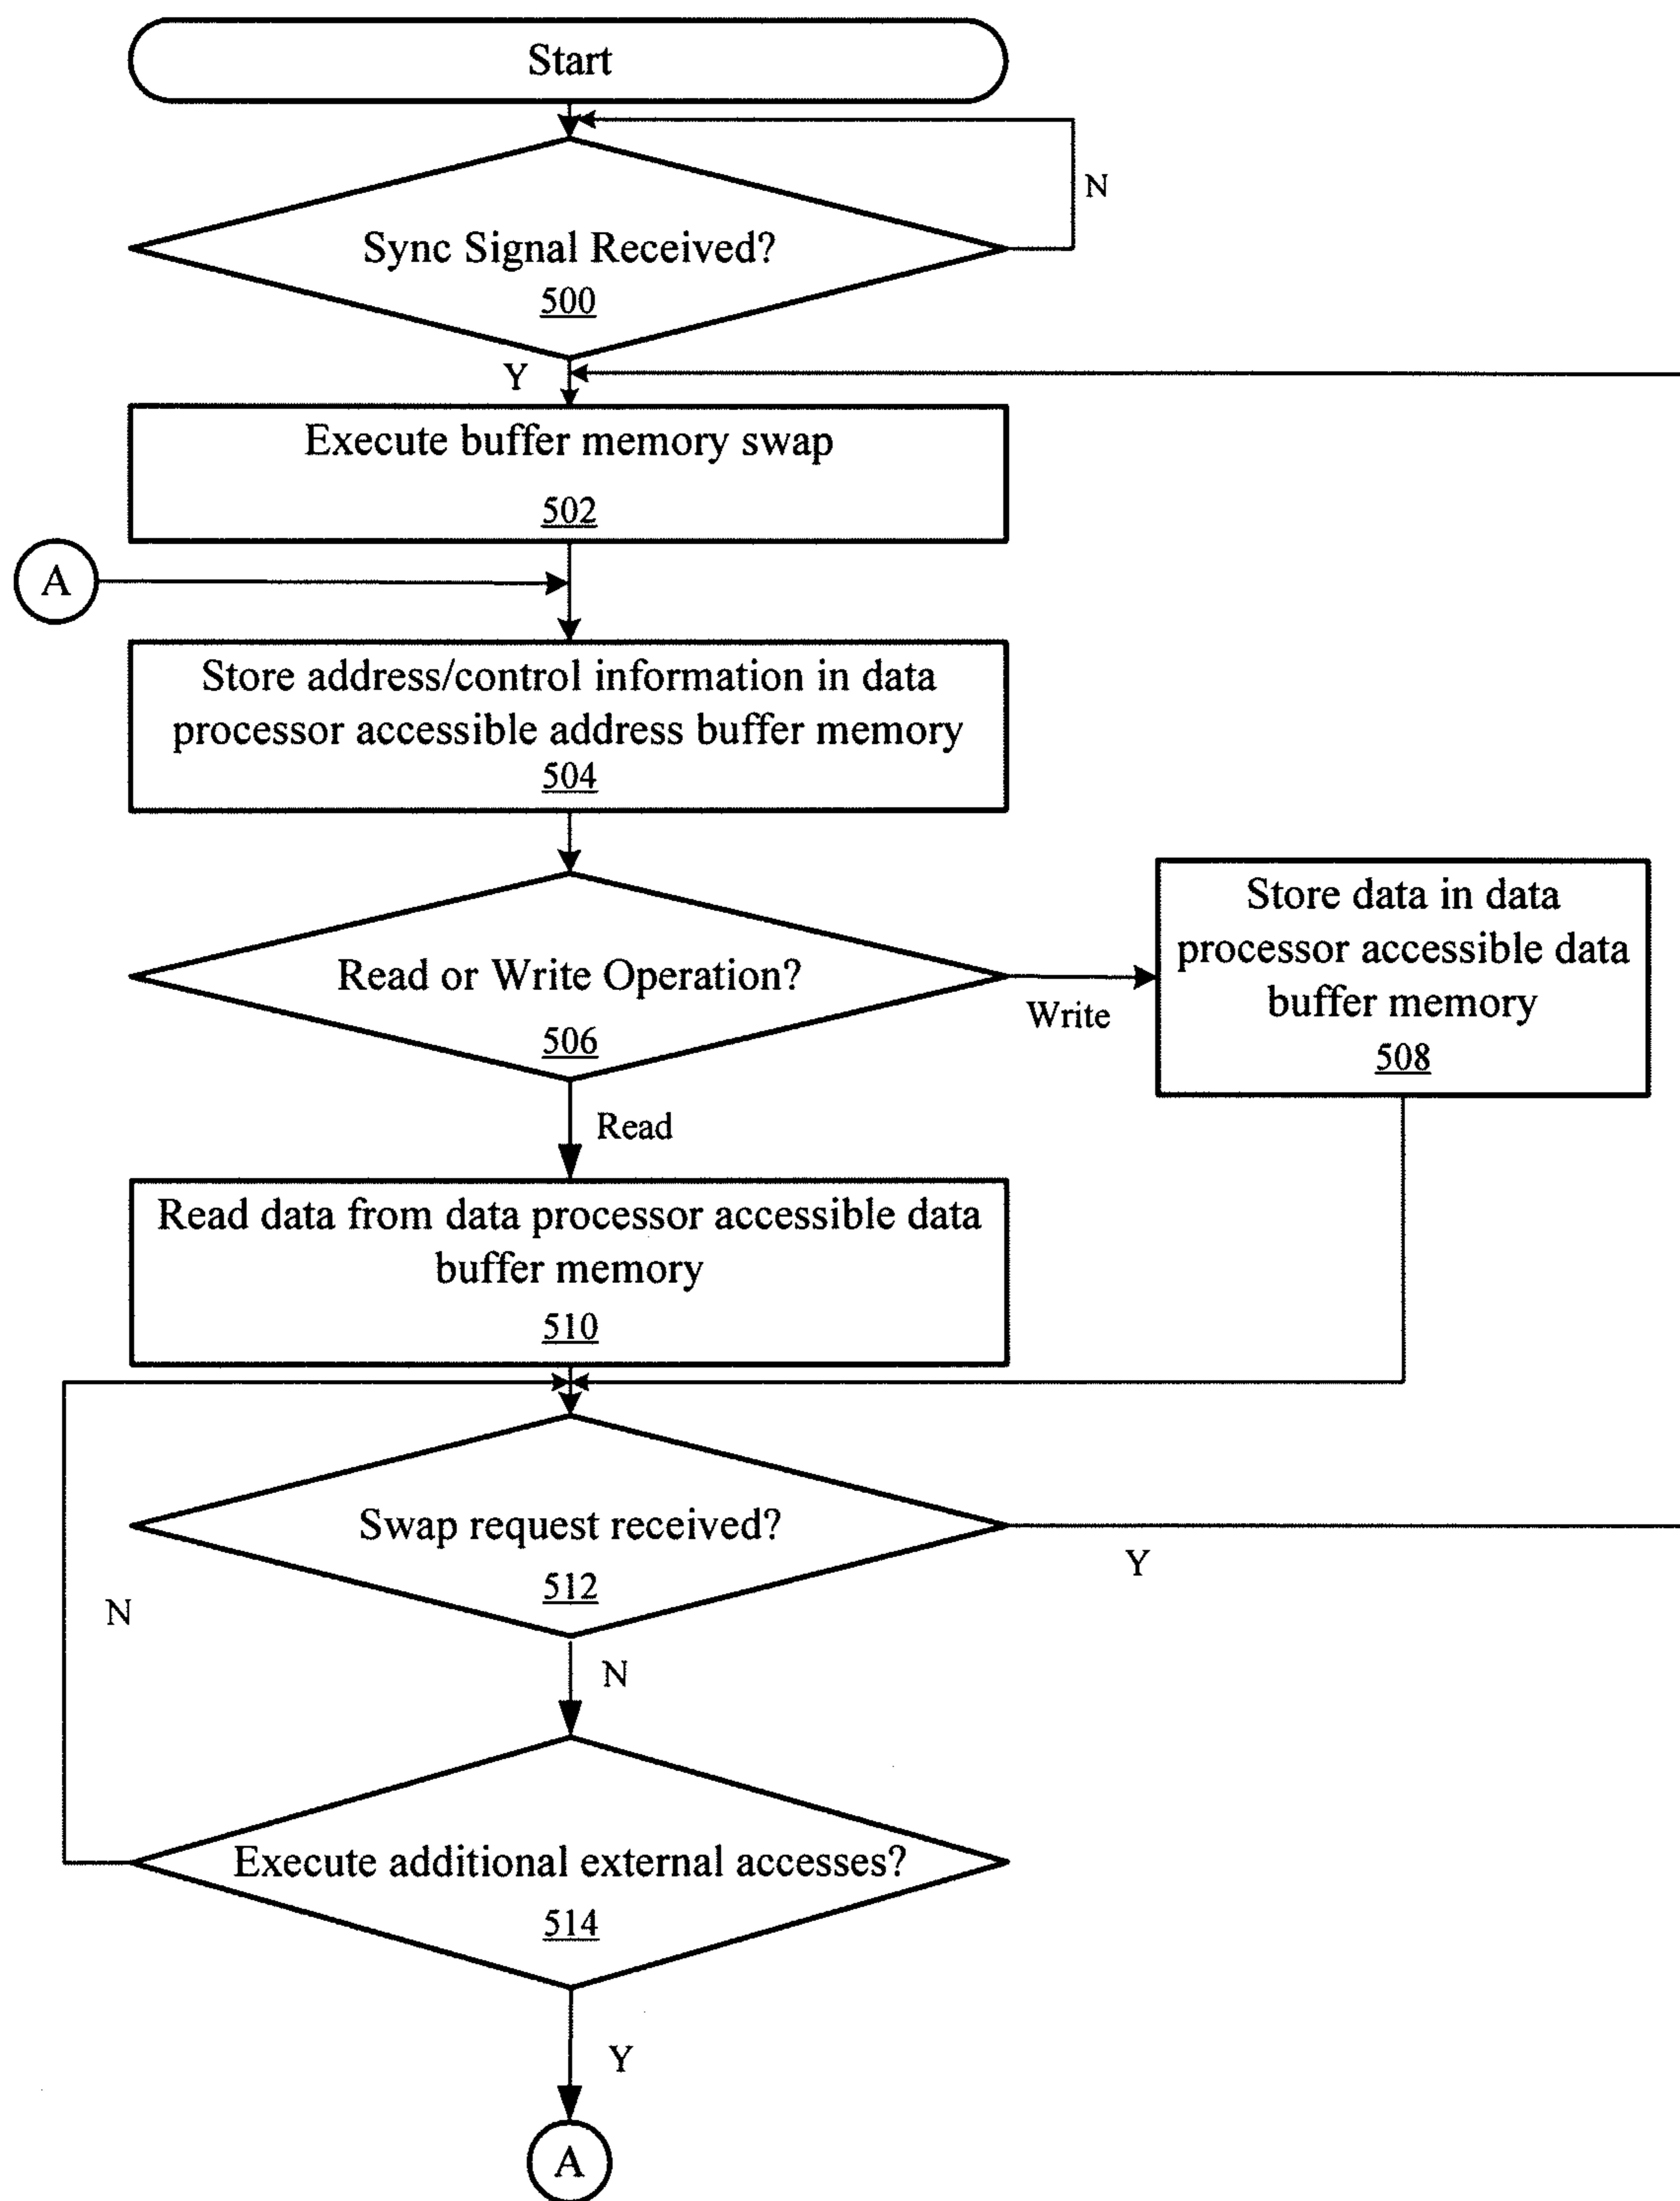 Start
N
Sync Signal Received?
500
Y
Execute buffer memory swap
502
A
Store address/control information in data
processor accessible address buffer memory
504
Read or Write Operation?
506
Write
Store data in data
processor accessible data
buffer memory
508
Read
Read data from data processor accessible data
buffer memory
510
Swap request received?
512
Y
N
N
Execute additional external accesses?
514
Y
A